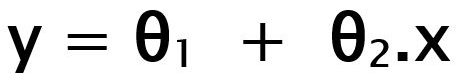 y = θ₁ + θ₂.x